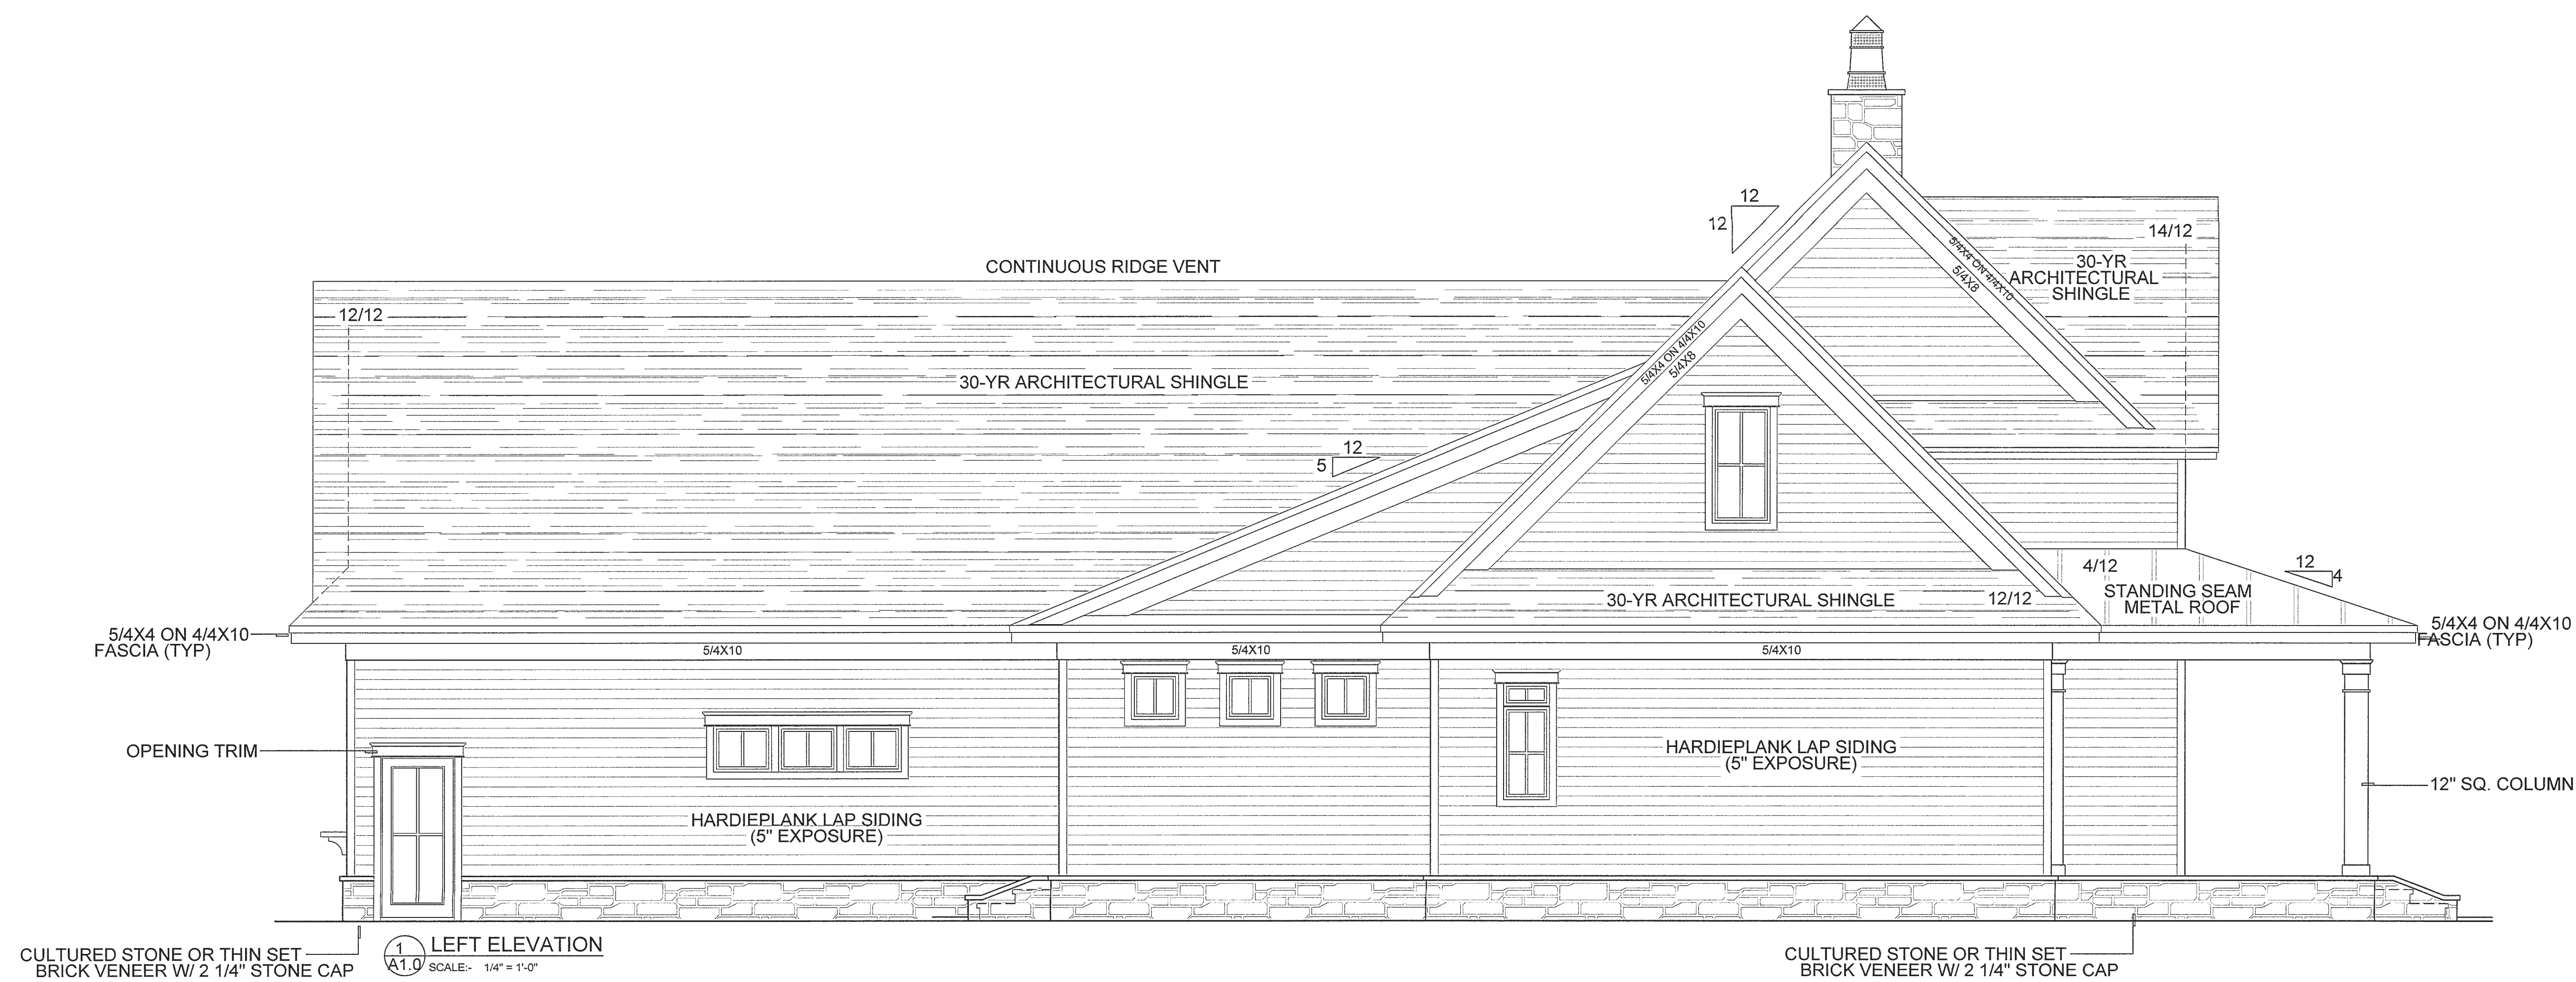 12
12
14/12
5/4X4 ON 4/4X10
5/4X8
30-YR
ARCHITECTURAL
SHINGLE
CONTINUOUS RIDGE VENT
12/12
5/4X4 ON 4/4X10
5/4X8
30-YR ARCHITECTURAL SHINGLE
12
5
12
4
4/12
STANDING SEAM
METAL ROOF
30-YR ARCHITECTURAL SHINGLE
12/12
5/4X4 ON 4/4X10
FASCIA (TYP)
5/4X4 ON 4/4X10
FASCIA (TYP)
5/4X10
5/4X10
5/4X10
OPENING TRIM
HARDIEPLANK LAP SIDING
(5" EXPOSURE)
12" SQ. COLUMN
HARDIEPLANK LAP SIDING
(5" EXPOSURE)
CULTURED STONE OR THIN SET
BRICK VENEER W/ 2 1/4" STONE CAP
1
A1.0
LEFT ELEVATION
SCALE:- 1/4" = 1'-0"
CULTURED STONE OR THIN SET
BRICK VENEER W/ 2 1/4" STONE CAP